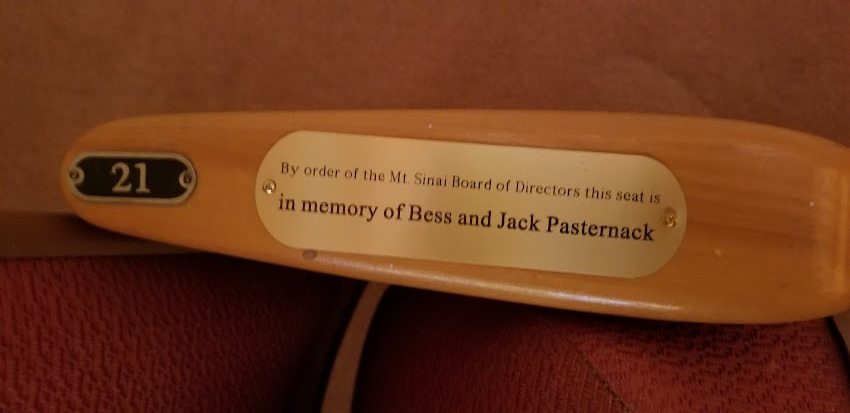 21
By order of the Mt. Sinai Board of Directors this seat is
in memory of Bess and Jack Pasternack